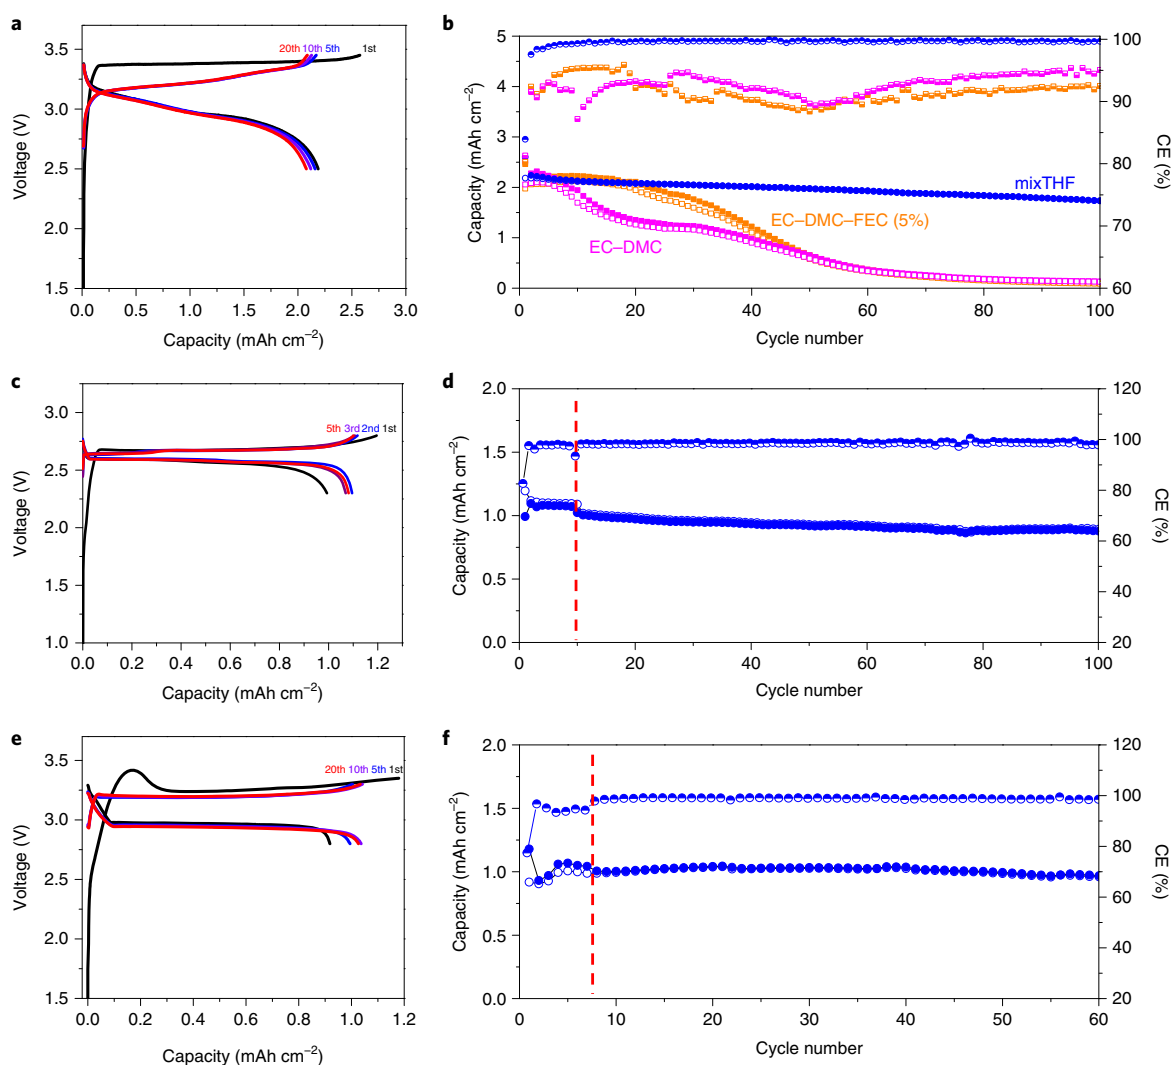 a
3.5
3.0
2.5
2.0
1.5
Voltage (V)
20th 10th 5th 1st
0.0 0.5 1.0 1.5 2.0 2.5 3.0
Capacity (mAh cm−2)
b
5
4
3
2
1
0
Capacity (mAh cm−2)
mixTHF
EC–DMC–FEC (5%)
EC–DMC
100
90
80
70
60
CE (%)
0 20 40 60 80 100
Cycle number
c
3.0
2.5
2.0
1.5
1.0
Voltage (V)
5th 3rd 2nd 1st
0.0 0.2 0.4 0.6 0.8 1.0 1.2
Capacity (mAh cm−2)
d
2.0
1.5
1.0
0.5
0.0
Capacity (mAh cm−2)
120
100
80
60
40
20
CE (%)
0 20 40 60 80 100
Cycle number
e
3.5
3.0
2.5
2.0
1.5
Voltage (V)
20th 10th 5th 1st
0.0 0.2 0.4 0.6 0.8 1.0 1.2
Capacity (mAh cm−2)
f
2.0
1.5
1.0
0.5
0.0
Capacity (mAh cm−2)
120
100
80
60
40
20
CE (%)
0 10 20 30 40 50 60
Cycle number